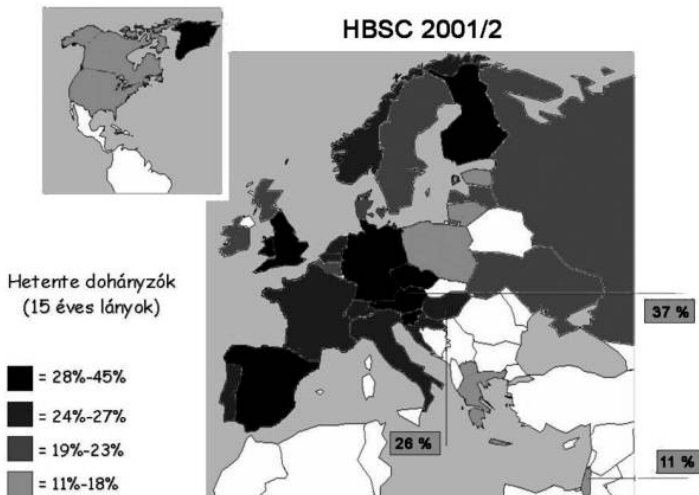 HBSC 2001/2
Hetente dohányzók
(15 éves lányok)
= 28%-45%
= 24%-27%
= 19%-23%
= 11%-18%
37 %
26 %
11 %